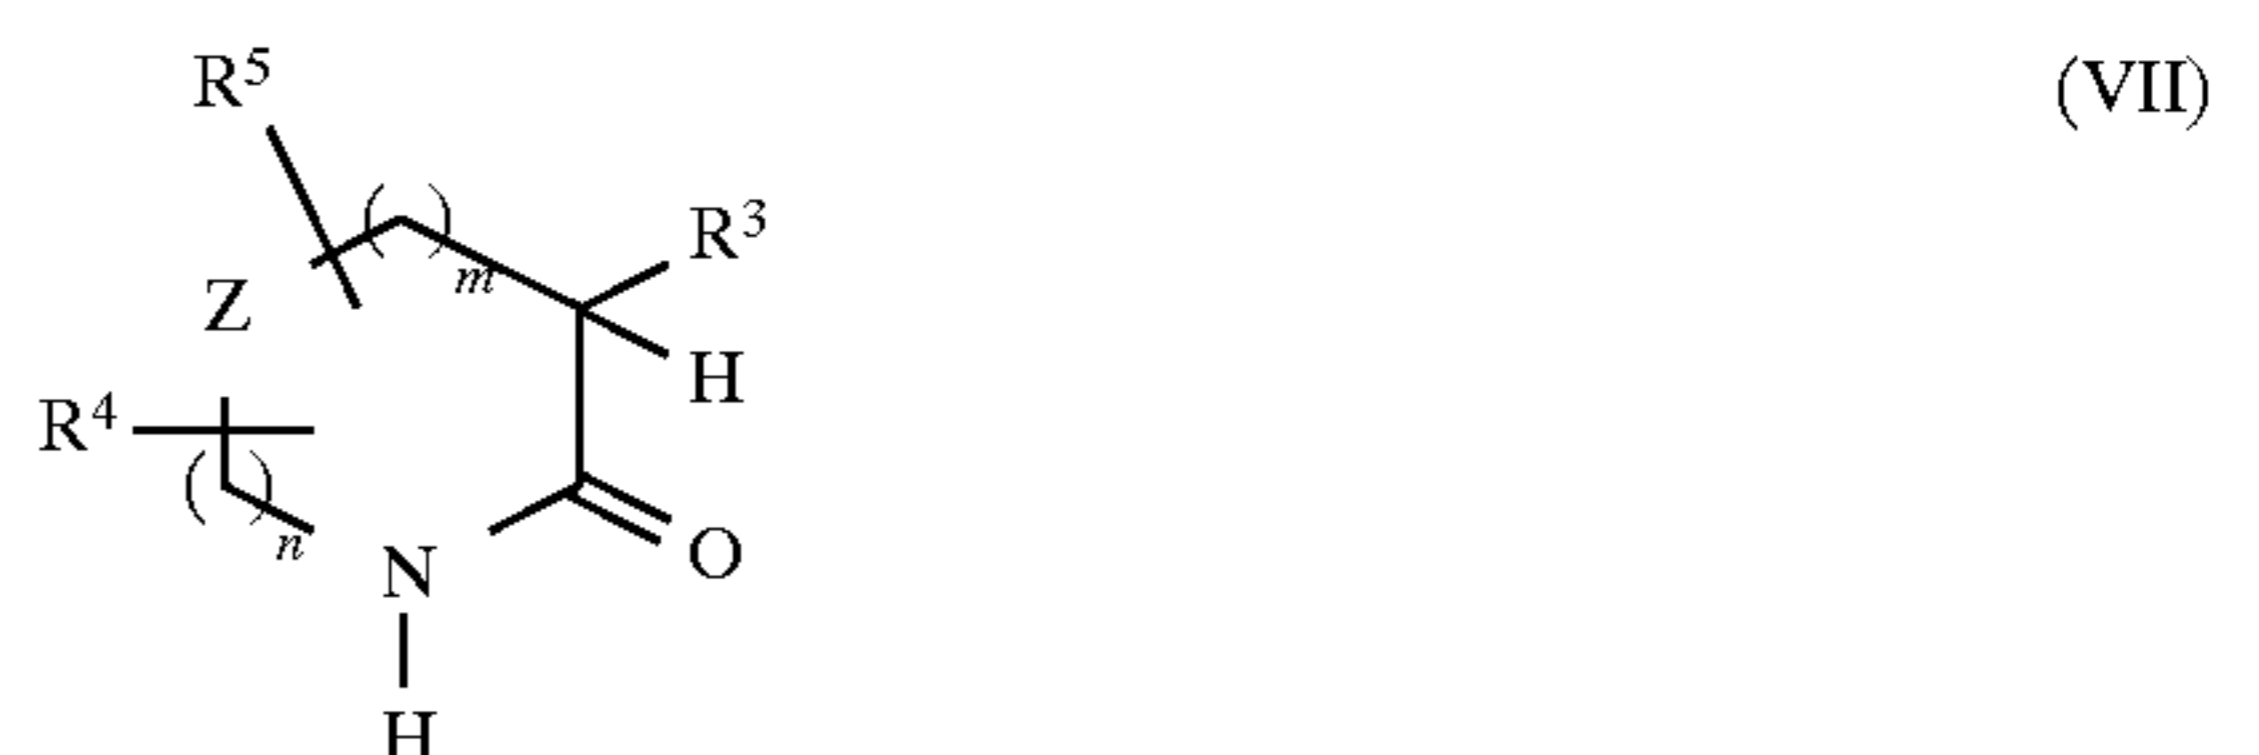 R⁵ (VII)
( ) R³
m
Z
H
R⁴
( )
n O
N
H